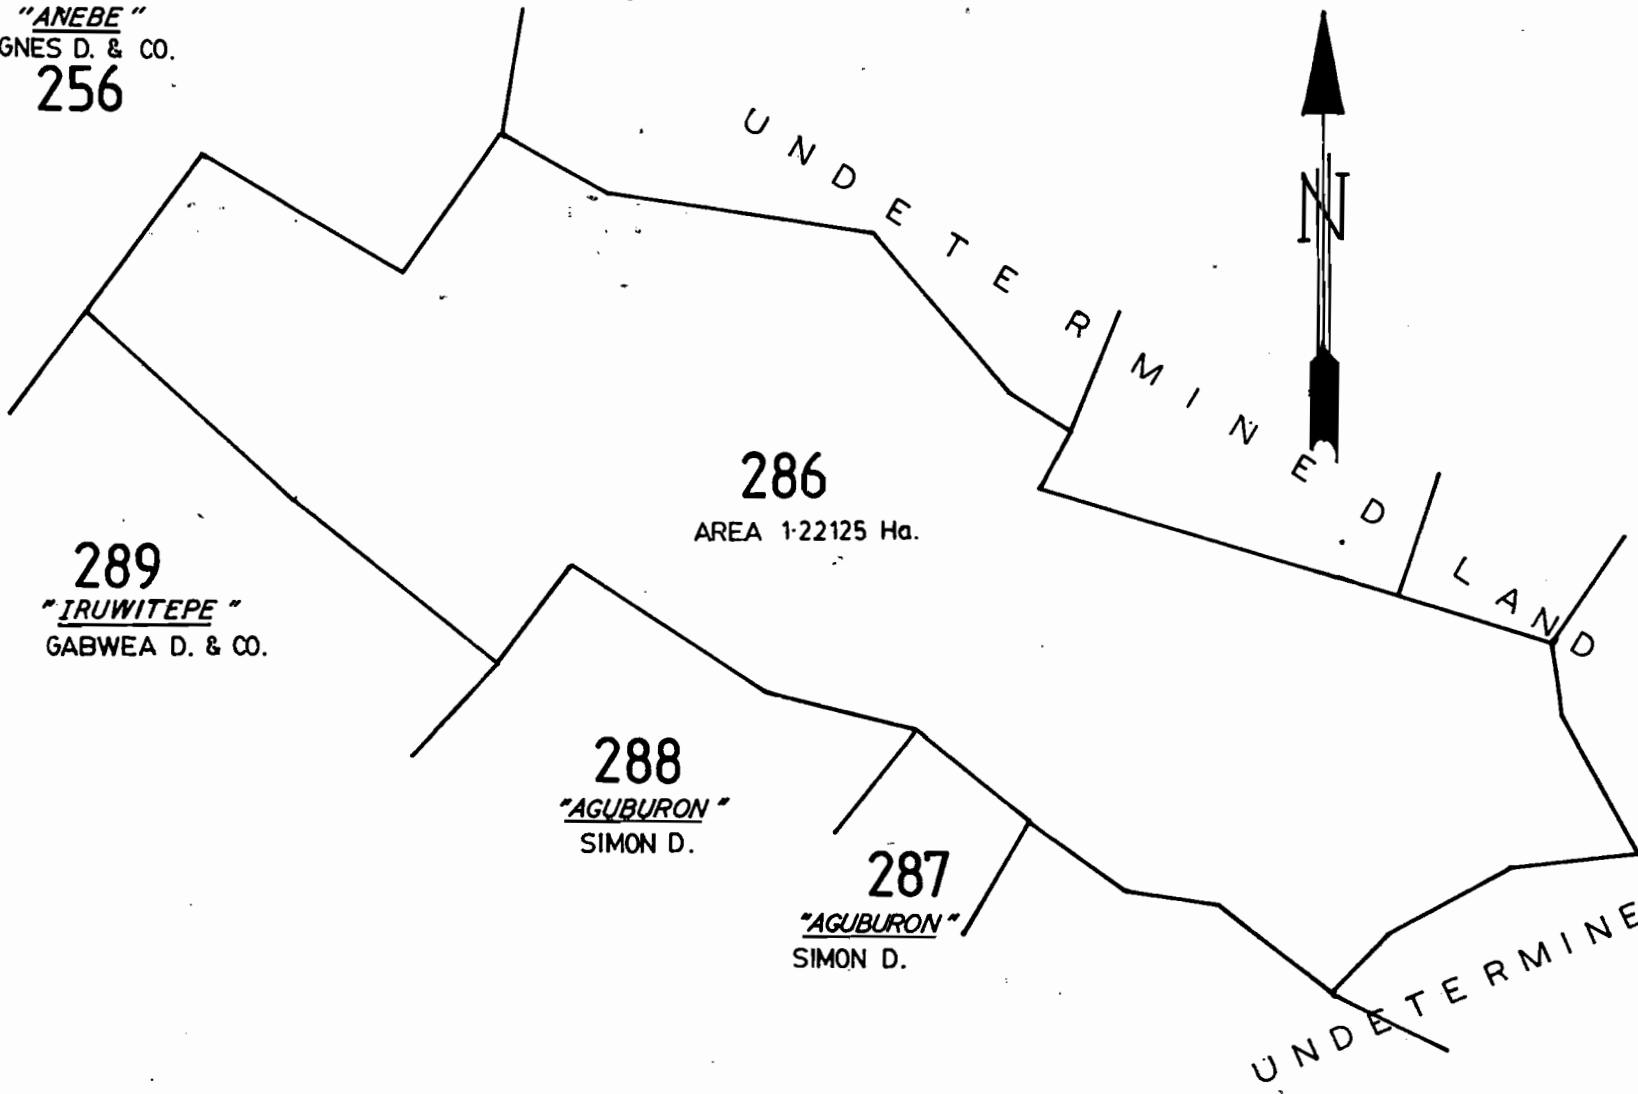 "ANEBE"
GNES D. & CO.
256
UNDETERMINED LAND
N
286
AREA 1·22125 Ha.
289
"IRUWITEPE"
GABWEA D. & CO.
288
"AGUBURON"
SIMON D.
287
"AGUBURON"
SIMON D.
UNDETERMINE